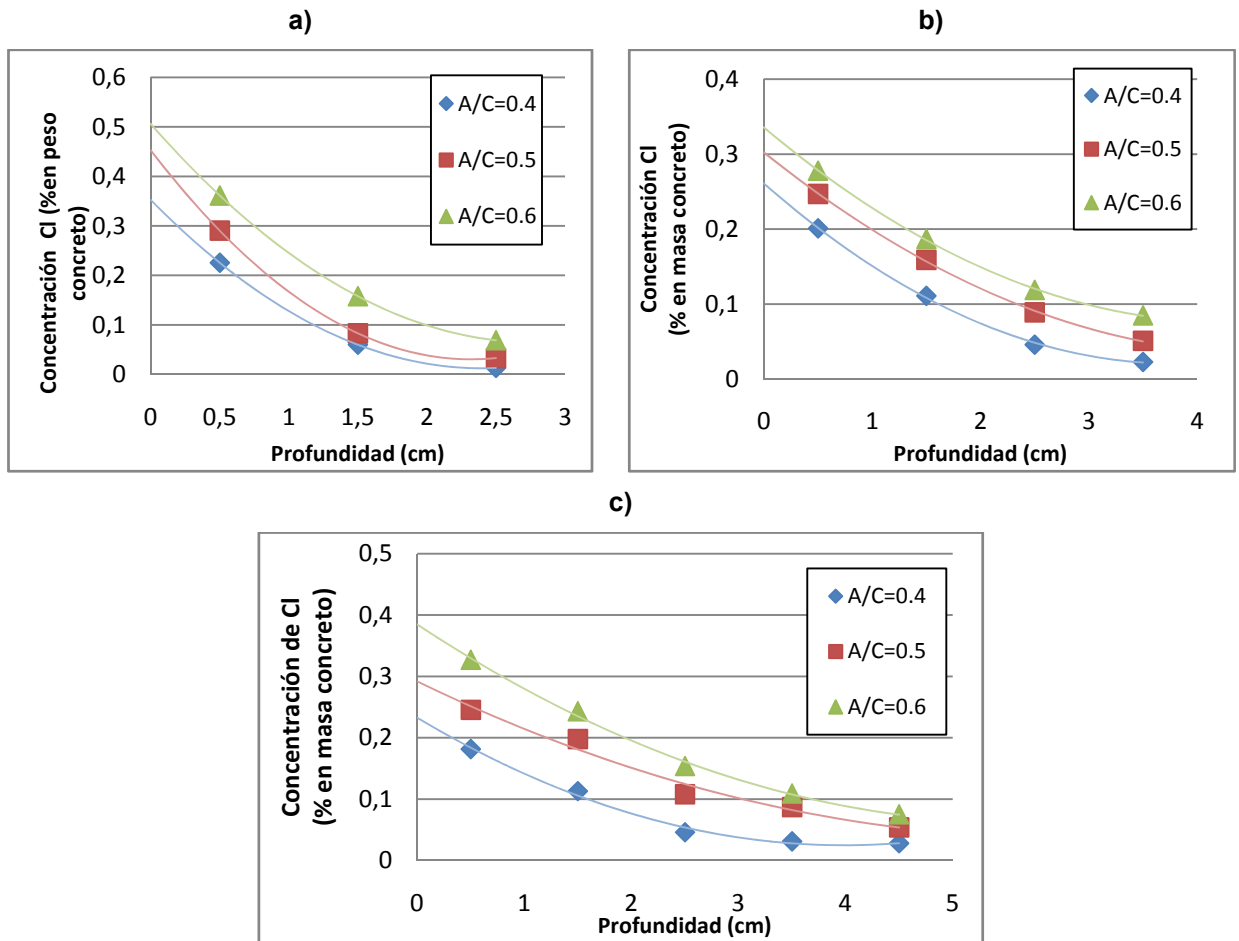 a)
Concentración Cl (%en peso
concreto)
0,6
0,5
0,4
0,3
0,2
0,1
0
0 0,5 1 1,5 2 2,5 3
Profundidad (cm)
A/C=0.4
A/C=0.5
A/C=0.6
b)
Concentración Cl
(% en masa concreto)
0,4
0,3
0,2
0,1
0
0 1 2 3 4
Profundidad (cm)
A/C=0.4
A/C=0.5
A/C=0.6
c)
Concentración de Cl
(% en masa concreto)
0,5
0,4
0,3
0,2
0,1
0
0 1 2 3 4 5
Profundidad (cm)
A/C=0.4
A/C=0.5
A/C=0.6